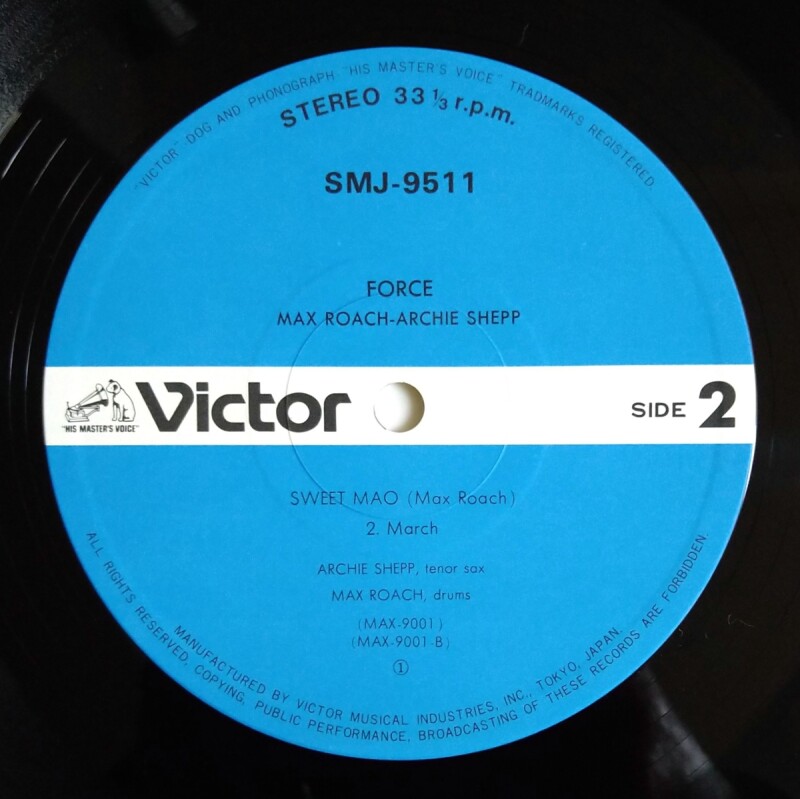 "VICTOR" DOG AND PHONOGRAPH "HIS MASTER'S VOICE" TRADMARKS REGISTERED.
STEREO 33 1/3 r.p.m.
SMJ-9511
FORCE
MAX ROACH-ARCHIE SHEPP
"HIS MASTER'S VOICE"
Victor
SIDE 2
SWEET MAO (Max Roach)
2. March
ARCHIE SHEPP, tenor sax
MAX ROACH, drums
(MAX-9001)
(MAX-9001-B)
①
MANUFACTURED BY VICTOR MUSICAL INDUSTRIES, INC., TOKYO, JAPAN.
ALL RIGHTS RESERVED, COPYING, PUBLIC PERFORMANCE, BROADCASTING OF THESE RECORDS ARE FORBIDDEN.